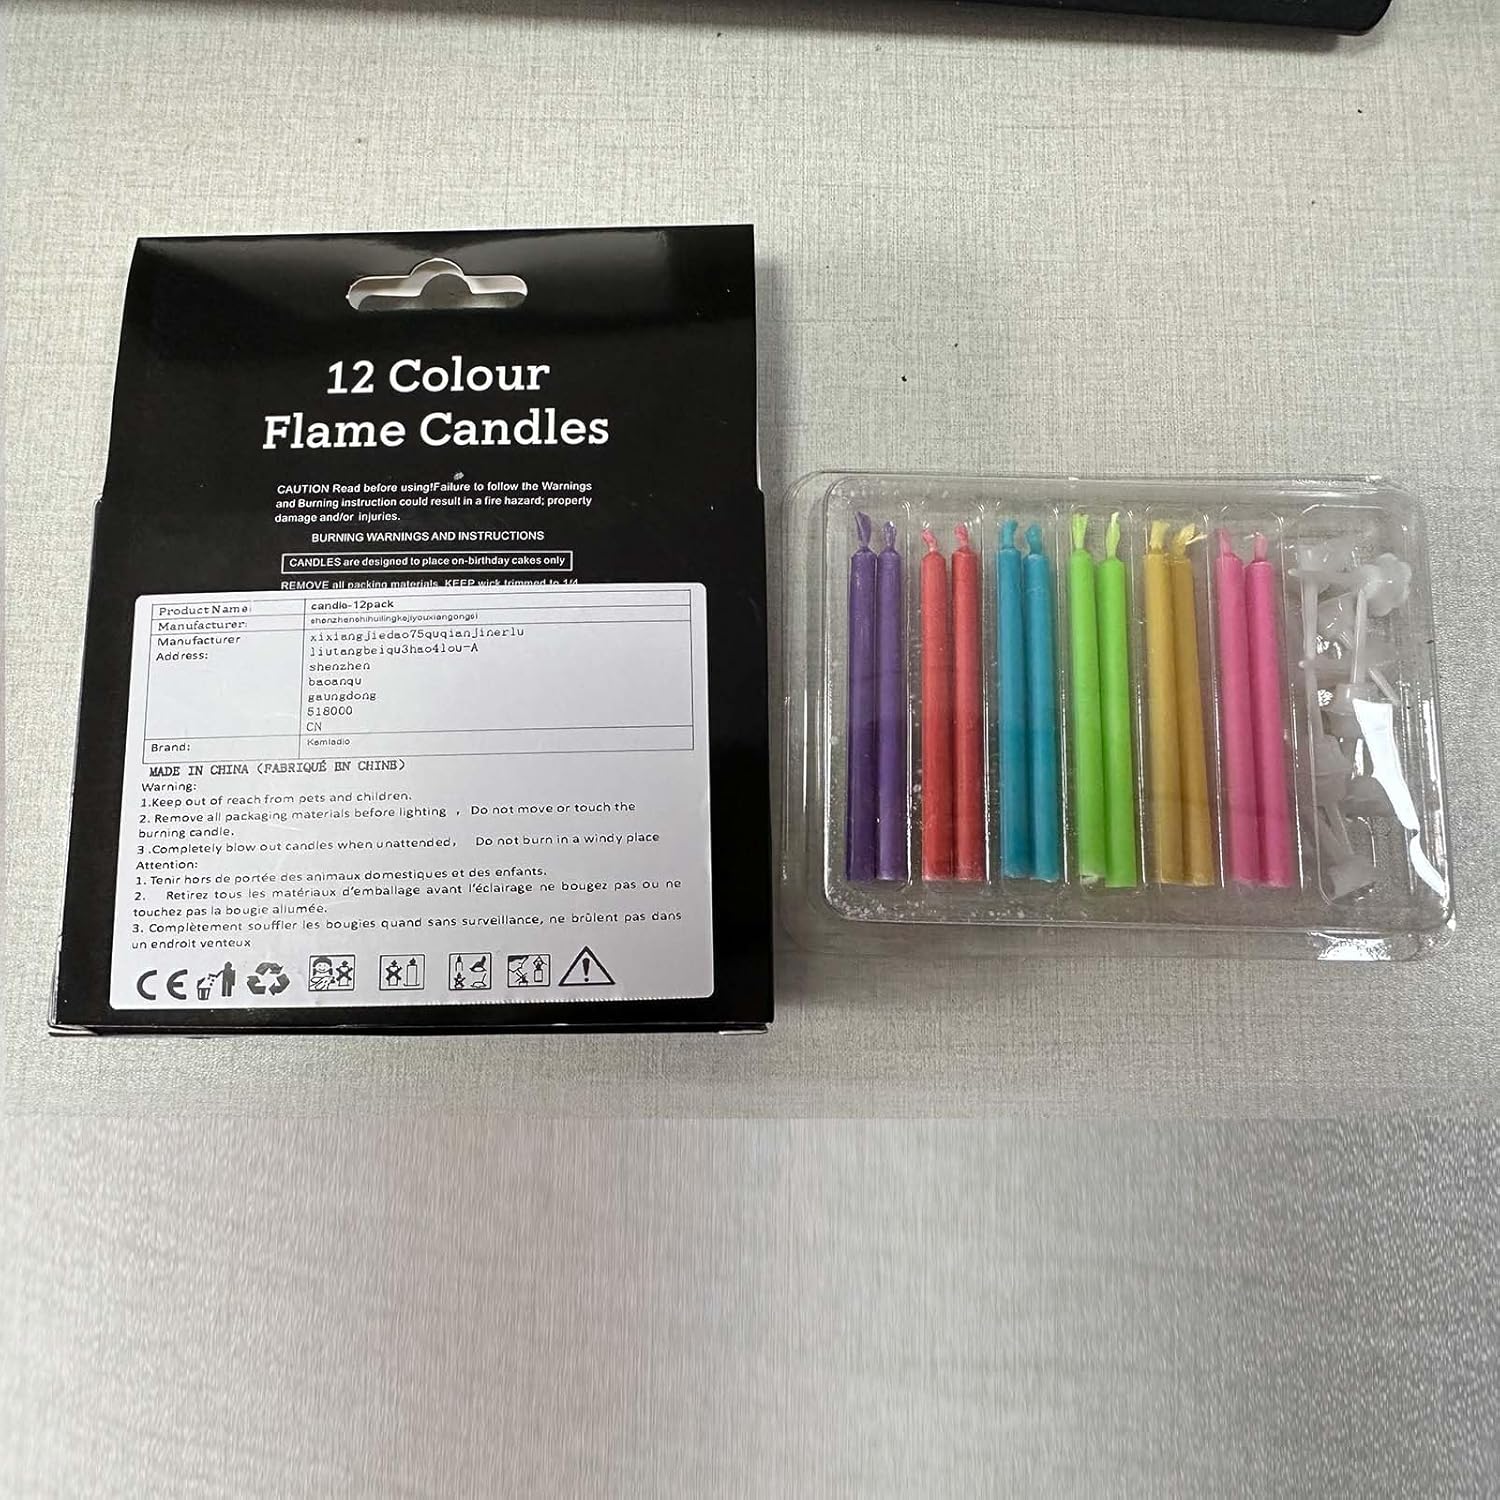 12 Colour
Flame Candles
CAUTION Read before using!Failure to follow the Warnings
and Burning instruction could result in a fire hazard; property
damage and/or injuries.
BURNING WARNINGS AND INSTRUCTIONS
CANDLES are designed to place on-birthday cakes only
REMOVE all packing materials. KEEP wick trimmed to 1/4
Product Name: candle-12pack
Manufacturer: shenzhenshihuilingkejiyouxiangongsi
Manufacturer xixiangjiedao75quqianjinerlu
Address: liutangbeiqu3hao4lou-A
shenzhen
baoanqu
gaungdong
518000
CN
Brand: Kemladio
MADE IN CHINA (FABRIQUÉ EN CHINE)
Warning:
1.Keep out of reach from pets and children.
2. Remove all packaging materials before lighting , Do not move or touch the
burning candle.
3 .Completely blow out candles when unattended, Do not burn in a windy place
Attention:
1. Tenir hors de portée des animaux domestiques et des enfants.
2. Retirez tous les matériaux d'emballage avant l'éclairage ne bougez pas ou ne
touchez pas la bougie allumée.
3. Complètement souffler les bougies quand sans surveillance, ne brûlent pas dans
un endroit venteux
CE